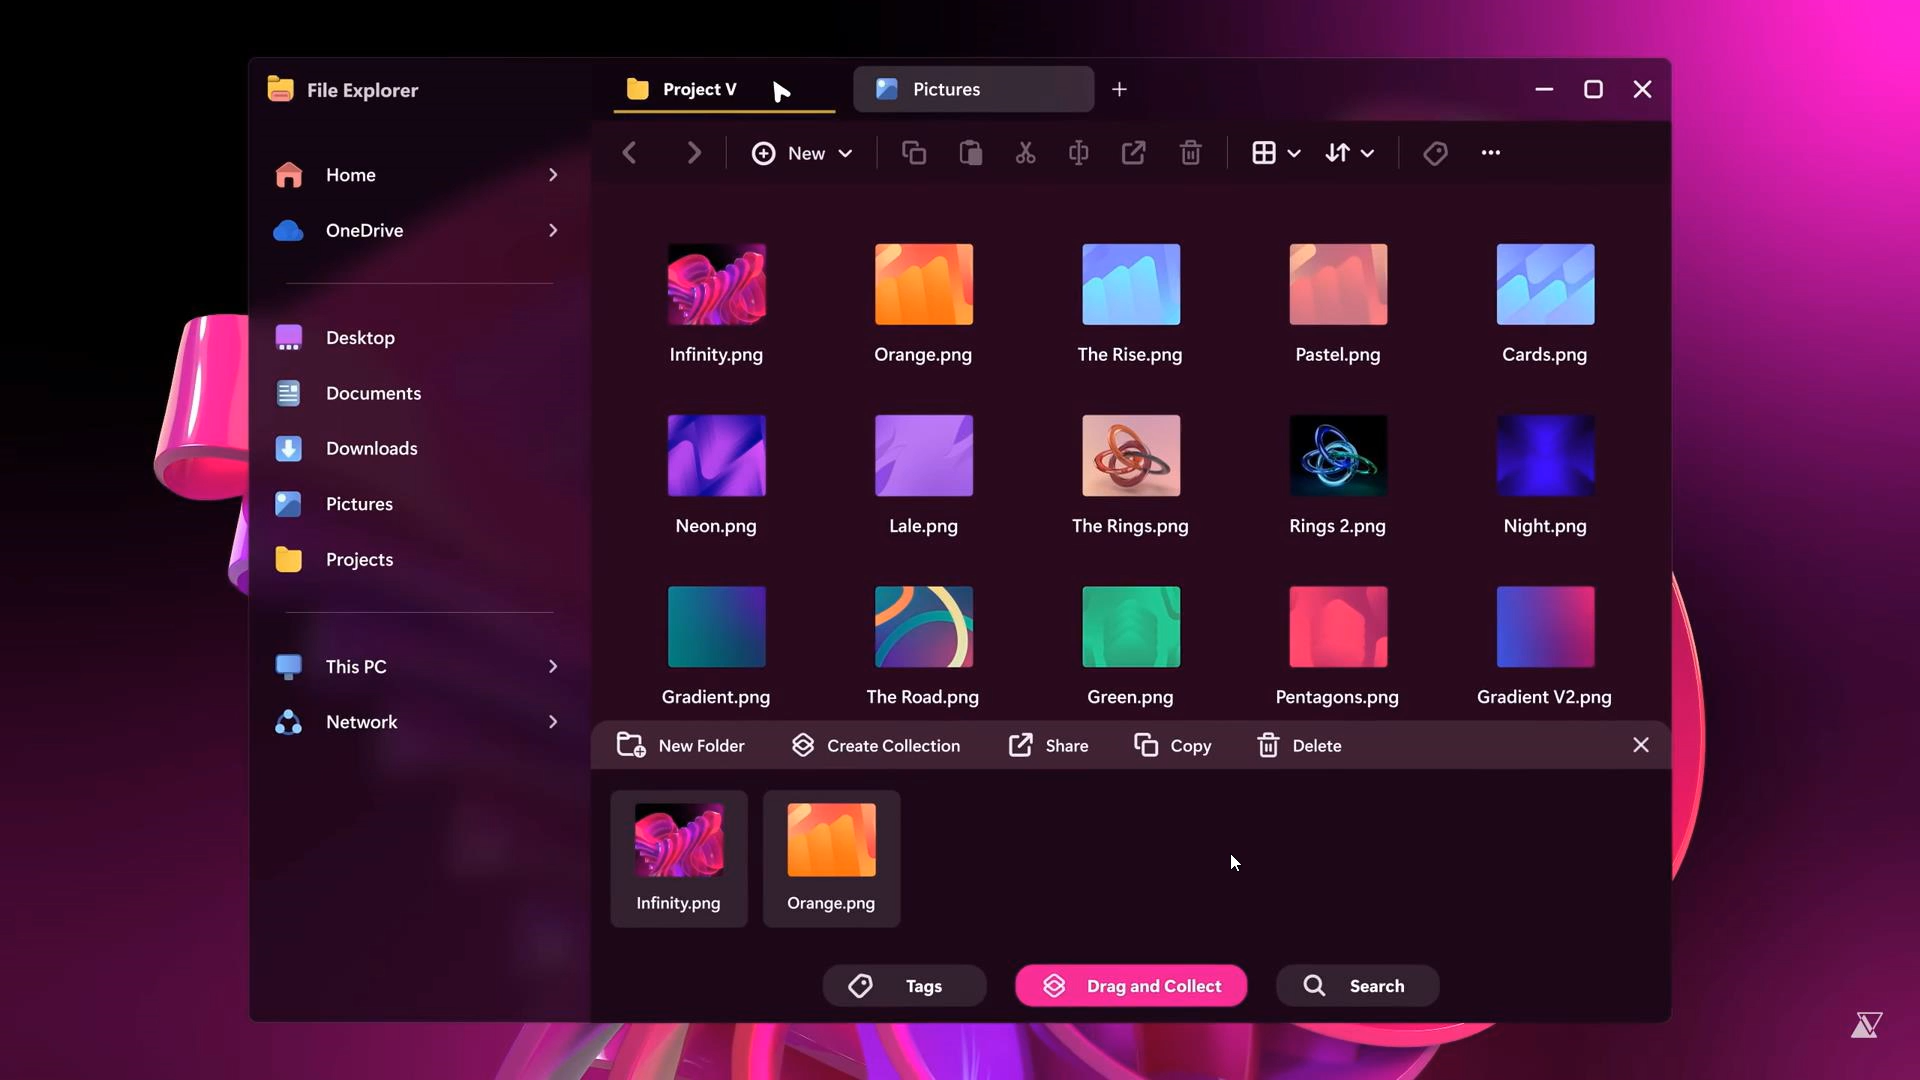 File Explorer
Project V
Pictures
New
Home
OneDrive
Desktop
Documents
Downloads
Pictures
Projects
This PC
Network
Infinity.png
Orange.png
The Rise.png
Pastel.png
Cards.png
Neon.png
Lale.png
The Rings.png
Rings 2.png
Night.png
Gradient.png
The Road.png
Green.png
Pentagons.png
Gradient V2.png
New Folder
Create Collection
Share
Copy
Delete
Infinity.png
Orange.png
Tags
Drag and Collect
Search